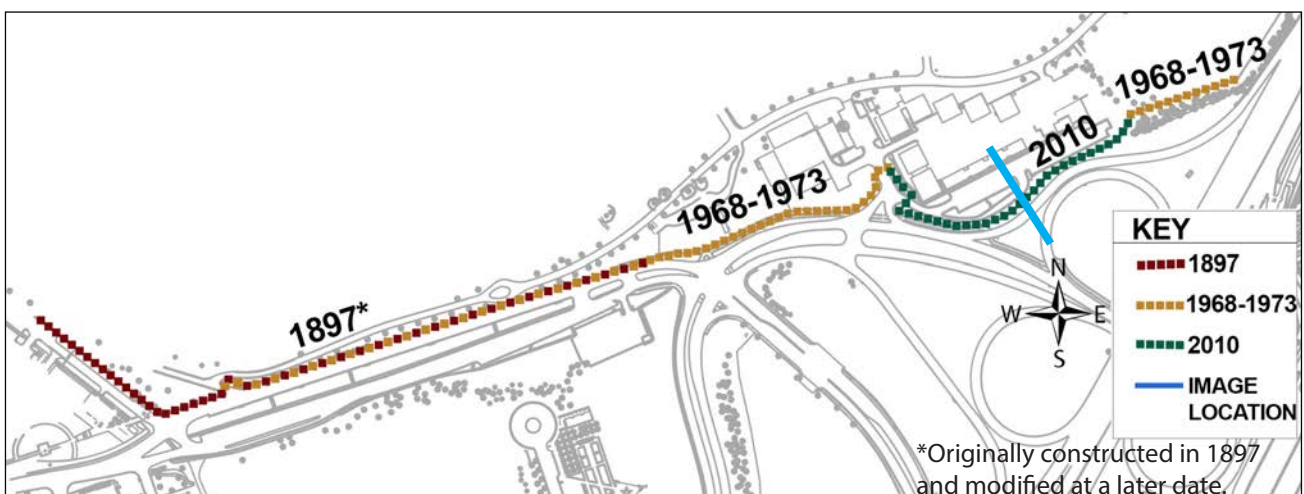 1968-1973
2010
1968-1973
1897*
KEY
1897
1968-1973
2010
IMAGE
LOCATION
N
W E
S
*Originally constructed in 1897
and modified at a later date.